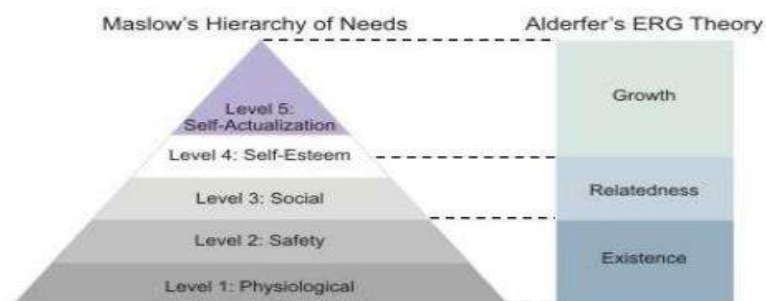 Maslow's Hierarchy of Needs
Alderfer's ERG Theory
Level 5:
Self-Actualization
Level 4: Self-Esteem
Level 3: Social
Level 2: Safety
Level 1: Physiological
Growth
Relatedness
Existence